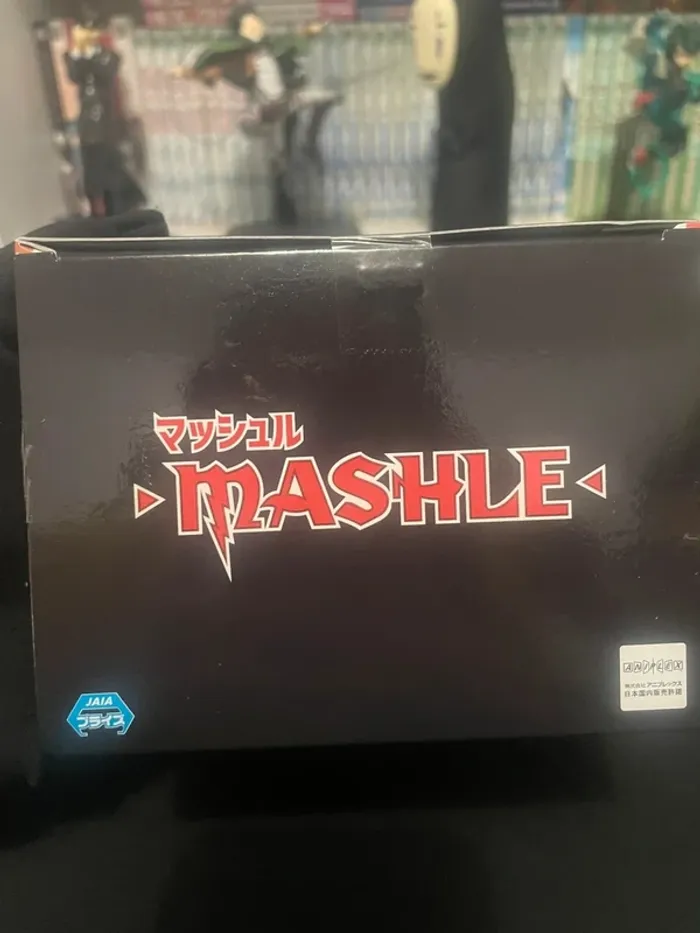 マッシュル
MASHLE
JAIA
プライズ
ANIPLEX
株式会社アニプレックス
日本国内販売許諾